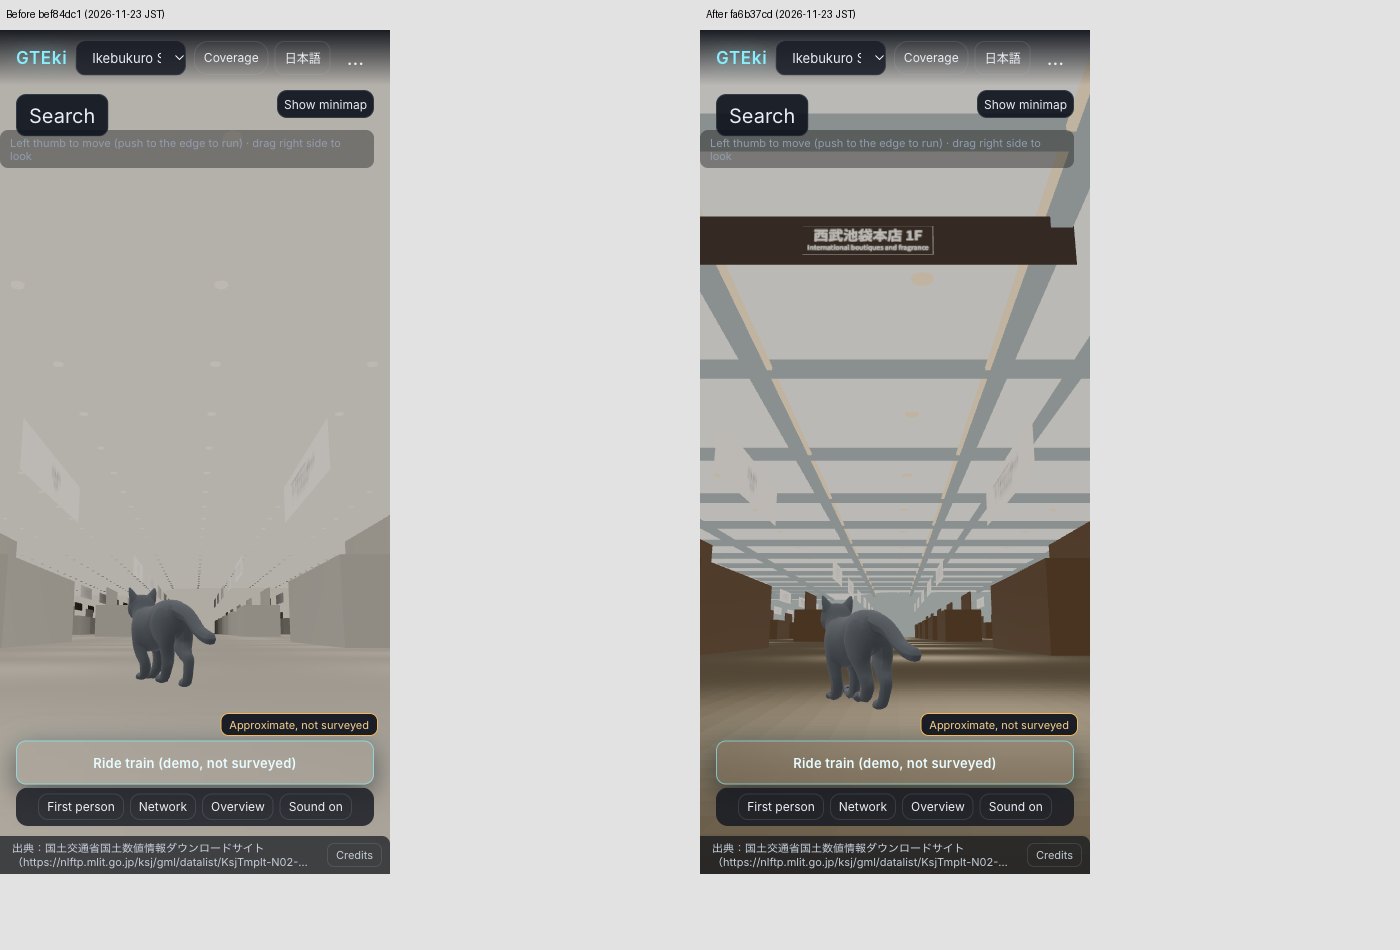 Before bef84dc1 (2026-11-23 JST)
GTEki
Ikebukuro S
Coverage
日本語
...
Search
Show minimap
Left thumb to move (push to the edge to run) · drag right side to
look
Approximate, not surveyed
Ride train (demo, not surveyed)
First person
Network
Overview
Sound on
出典：国土交通省国土数値情報ダウンロードサイト
（https://nlftp.mlit.go.jp/ksj/gml/datalist/KsjTmplt-N02-...
Credits
After fa6b37cd (2026-11-23 JST)
GTEki
Ikebukuro S
Coverage
日本語
...
Search
Show minimap
Left thumb to move (push to the edge to run) · drag right side to
look
西武池袋本店 1F
International boutiques and fragrance
Approximate, not surveyed
Ride train (demo, not surveyed)
First person
Network
Overview
Sound on
出典：国土交通省国土数値情報ダウンロードサイト
（https://nlftp.mlit.go.jp/ksj/gml/datalist/KsjTmplt-N02-...
Credits